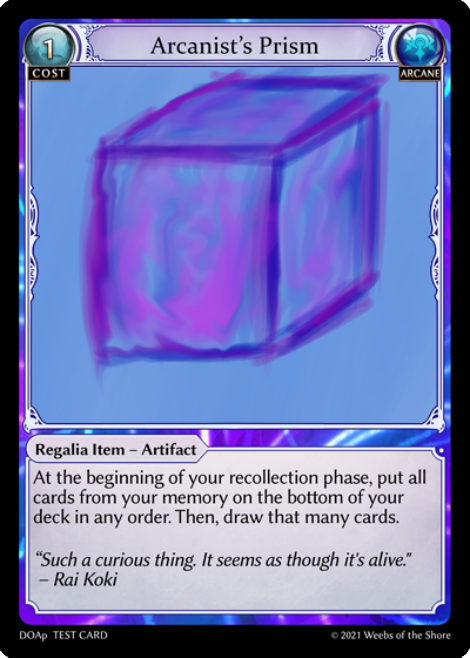 1
COST
Arcanist's Prism
ARCANE
Regalia Item – Artifact
At the beginning of your recollection phase, put all
cards from your memory on the bottom of your
deck in any order. Then, draw that many cards.
“Such a curious thing. It seems as though it's alive."
– Rai Koki
DOAp TEST CARD
© 2021 Weebs of the Shore